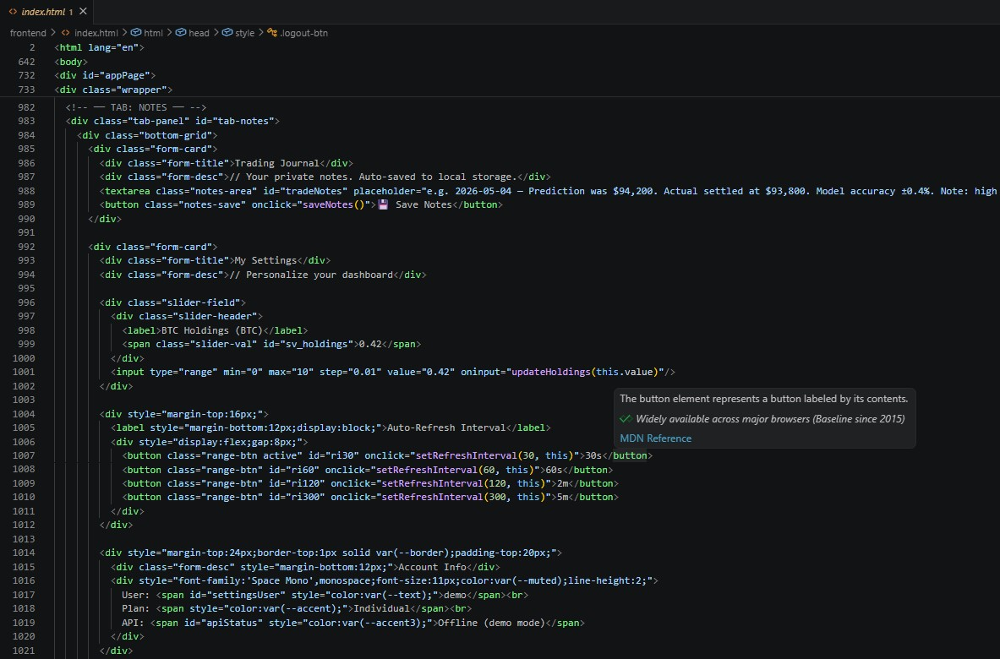 index.html 1
frontend > index.html > html > head > style > .logout-btn
2 <html lang="en">
642 <body>
732 <div id="appPage">
733 <div class="wrapper">
982 <!-- ── TAB: NOTES ── -->
983 <div class="tab-panel" id="tab-notes">
984 <div class="bottom-grid">
985 <div class="form-card">
986 <div class="form-title">Trading Journal</div>
987 <div class="form-desc">// Your private notes. Auto-saved to local storage.</div>
988 <textarea class="notes-area" id="tradeNotes" placeholder="e.g. 2026-05-04 — Prediction was $94,200. Actual settled at $93,800. Model accuracy ±0.4%. Note: high
989 <button class="notes-save" onclick="saveNotes()">💾 Save Notes</button>
990 </div>
991
992 <div class="form-card">
993 <div class="form-title">My Settings</div>
994 <div class="form-desc">// Personalize your dashboard</div>
995
996 <div class="slider-field">
997 <div class="slider-header">
998 <label>BTC Holdings (BTC)</label>
999 <span class="slider-val" id="sv_holdings">0.42</span>
1000 </div>
1001 <input type="range" min="0" max="10" step="0.01" value="0.42" oninput="updateHoldings(this.value)"/>
1002 </div>
1003
The button element represents a button labeled by its contents.
Widely available across major browsers (Baseline since 2015)
MDN Reference
1004 <div style="margin-top:16px;">
1005 <label style="margin-bottom:12px;display:block;">Auto-Refresh Interval</label>
1006 <div style="display:flex;gap:8px;">
1007 <button class="range-btn active" id="ri30" onclick="setRefreshInterval(30, this)">30s</button>
1008 <button class="range-btn" id="ri60" onclick="setRefreshInterval(60, this)">60s</button>
1009 <button class="range-btn" id="ri120" onclick="setRefreshInterval(120, this)">2m</button>
1010 <button class="range-btn" id="ri300" onclick="setRefreshInterval(300, this)">5m</button>
1011 </div>
1012 </div>
1013
1014 <div style="margin-top:24px;border-top:1px solid var(--border);padding-top:20px;">
1015 <div class="form-desc" style="margin-bottom:12px;">Account Info</div>
1016 <div style="font-family:'Space Mono',monospace;font-size:11px;color:var(--muted);line-height:2;">
1017 User: <span id="settingsUser" style="color:var(--text);">demo</span><br>
1018 Plan: <span style="color:var(--accent);">Individual</span><br>
1019 API: <span id="apiStatus" style="color:var(--accent3);">Offline (demo mode)</span>
1020 </div>
1021 </div>